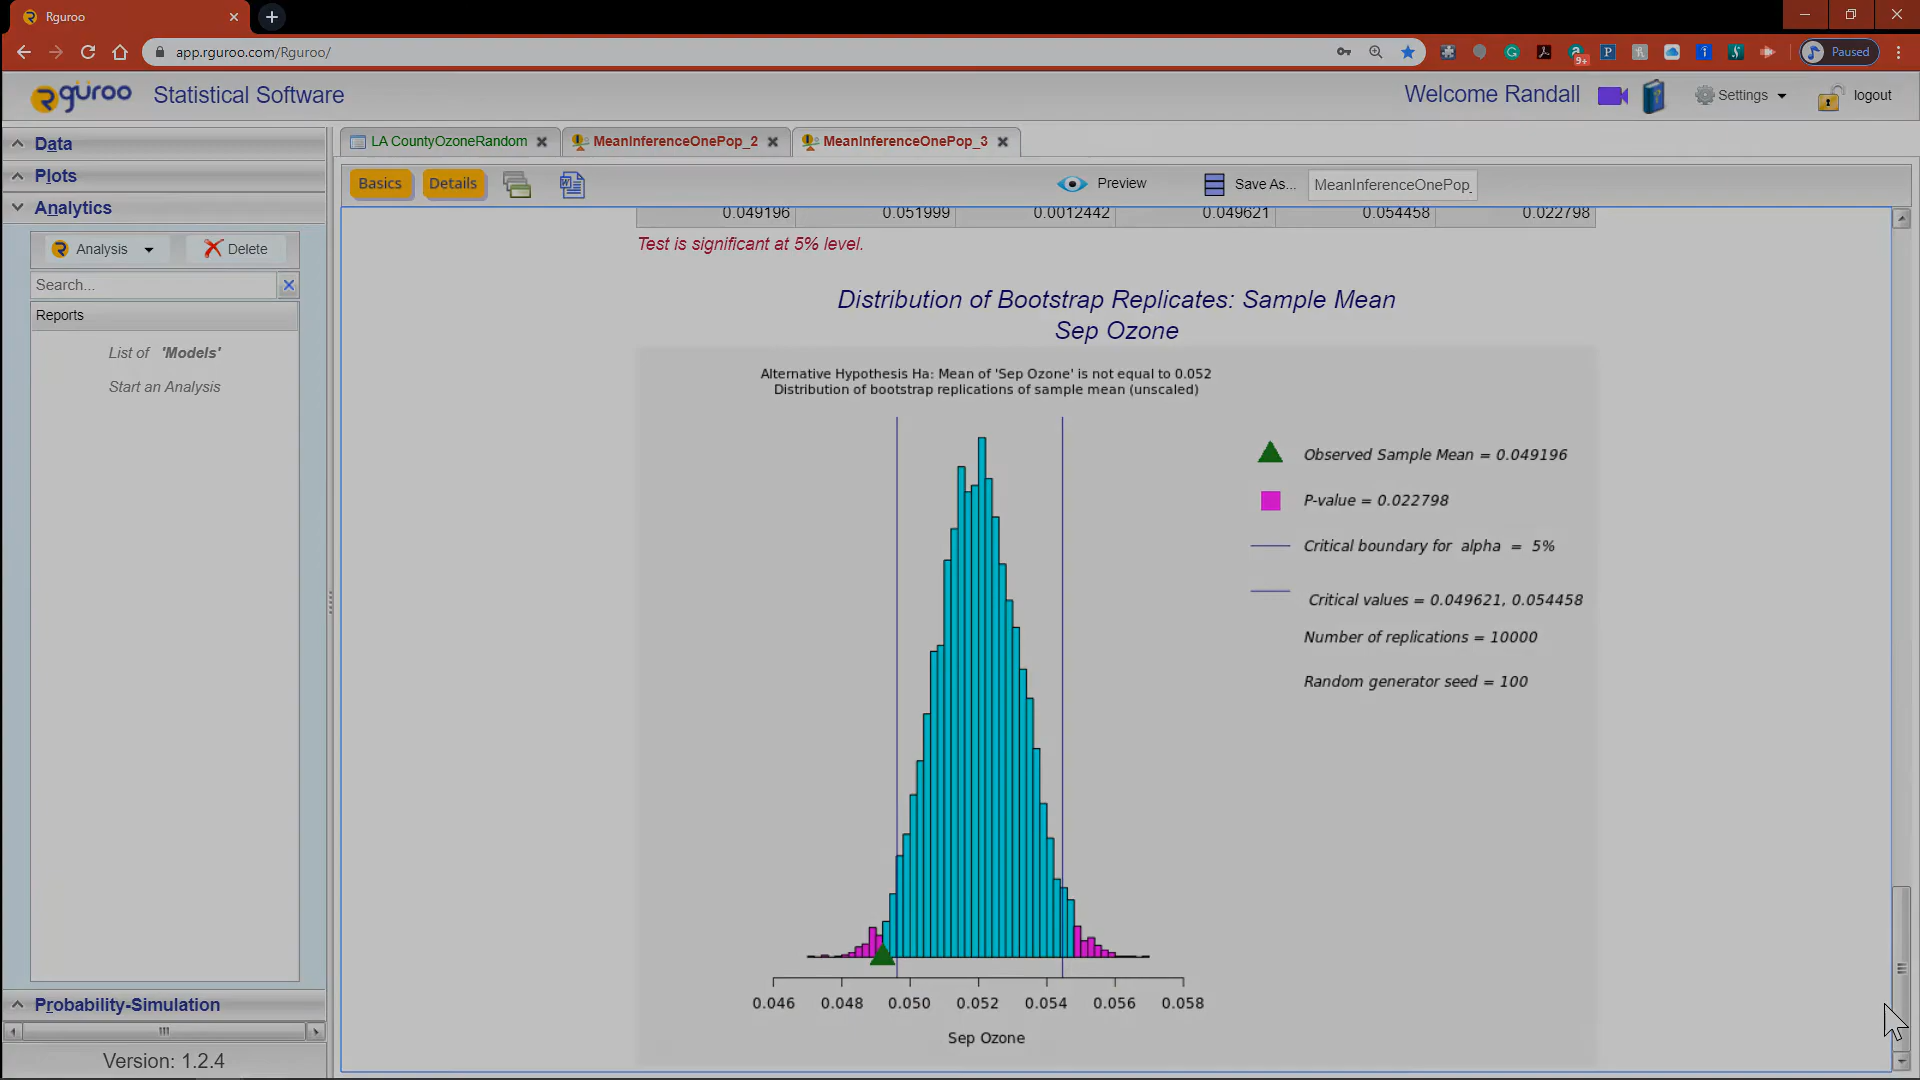 Rguroo
app.rguroo.com/Rguroo/
9+
Paused
Rguroo Statistical Software
Welcome Randall
Settings
logout
Data
Plots
Analytics
Analysis
Delete
Search...
Reports
List of 'Models'
Start an Analysis
Probability-Simulation
Version: 1.2.4
LA CountyOzoneRandom
MeanInferenceOnePop_2
MeanInferenceOnePop_3
Basics
Details
Preview
Save As...
MeanInferenceOnePop_
0.049196 0.051999 0.0012442 0.049621 0.054458 0.022798
Test is significant at 5% level.
Distribution of Bootstrap Replicates: Sample Mean
Sep Ozone
Alternative Hypothesis Ha: Mean of 'Sep Ozone' is not equal to 0.052
Distribution of bootstrap replications of sample mean (unscaled)
Observed Sample Mean = 0.049196
P-value = 0.022798
Critical boundary for alpha = 5%
Critical values = 0.049621, 0.054458
Number of replications = 10000
Random generator seed = 100
0.046 0.048 0.050 0.052 0.054 0.056 0.058
Sep Ozone